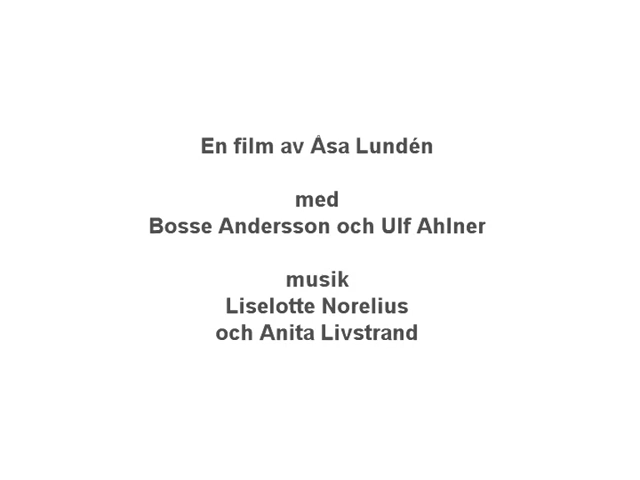 En film av Åsa Lundén
med
Bosse Andersson och Ulf Ahlner
musik
Liselotte Norelius
och Anita Livstrand